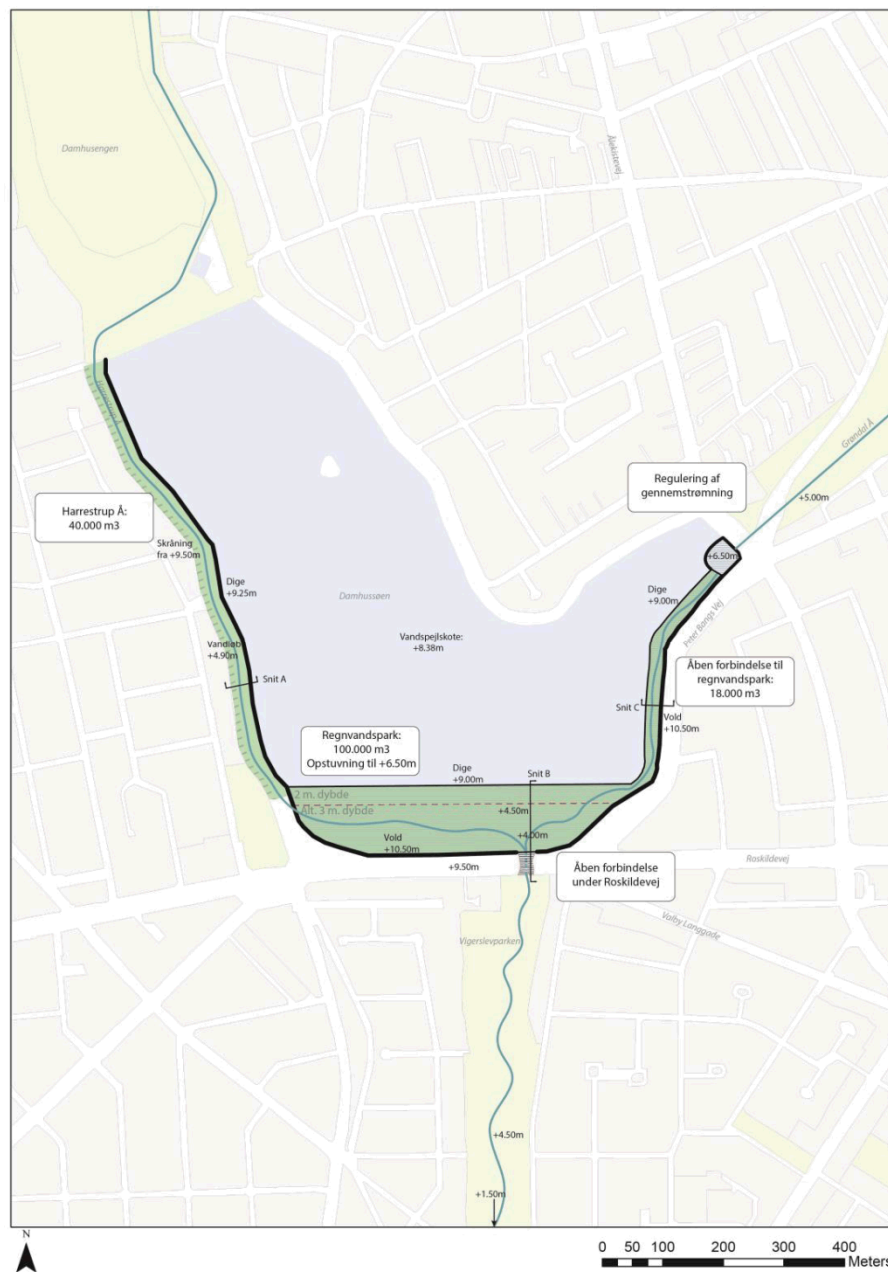 Damhusengen
Ålekistevej
Harrestrup Å
Grøndal Å
Regulering af
gennemstrømning
+5.00m
Harrestrup Å:
40.000 m3
Skråning
fra +9.50m
+6.50m
Dige
+9.25m
Dige
+9.00m
Damhussøen
Peter Bangs Vej
Vandspejlskote:
+8.38m
Vandløb
+4.90m
Snit A
Åben forbindelse til
regnvandspark:
18.000 m3
Snit C
Vold
+10.50m
Regnvandspark:
100.000 m3
Opstuvning til +6.50m
Dige
+9.00m
Snit B
2 m. dybde
Alt. 3 m. dybde
+4.50m
+4.00m
Vold
+10.50m
+9.50m
Åben forbindelse
under Roskildevej
Roskildevej
Valby Langgade
Vigerslevparken
+4.50m
+1.50m
N
0 50 100 200 300 400
Meters